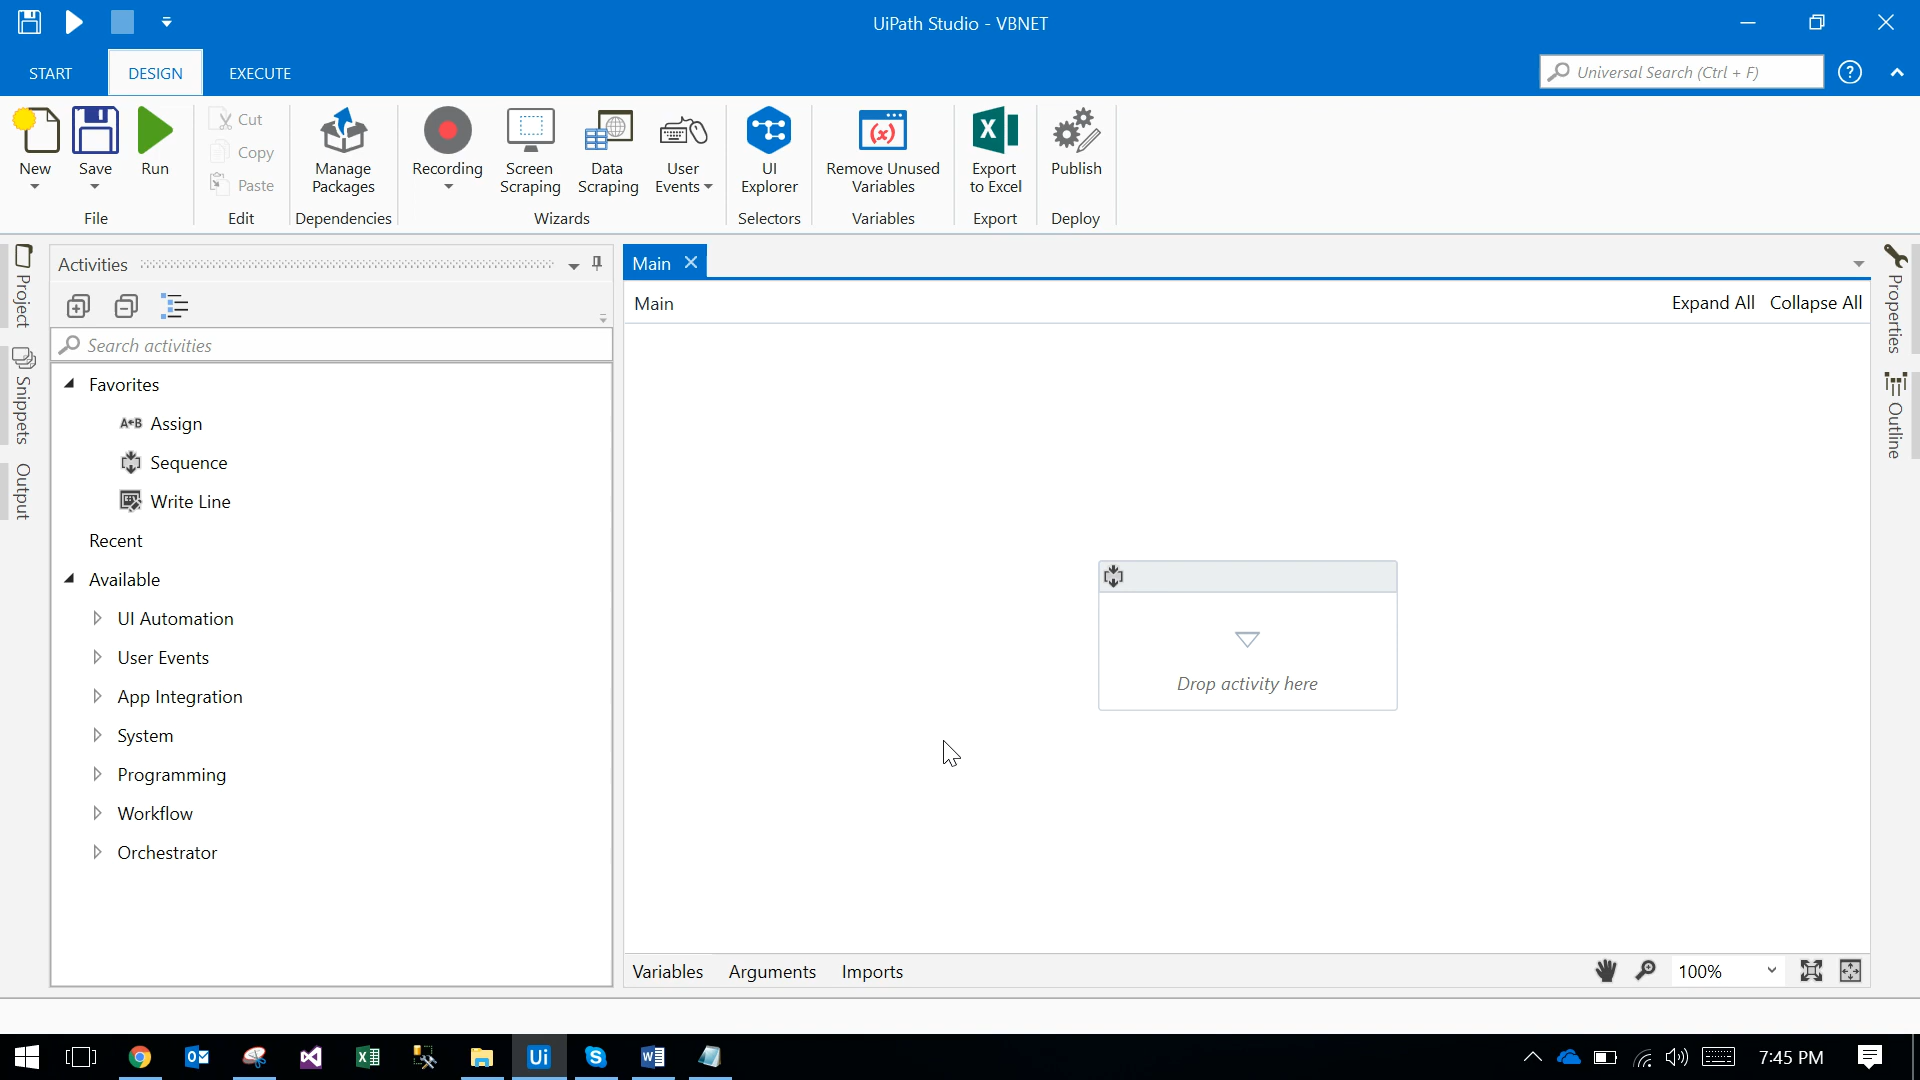 UiPath Studio - VBNET
START
DESIGN
EXECUTE
Universal Search (Ctrl + F)
New
Save
Run
File
Cut
Copy
Paste
Edit
Manage
Packages
Dependencies
Recording
Screen
Scraping
Data
Scraping
User
Events
Wizards
UI
Explorer
Selectors
Remove Unused
Variables
Variables
Export
to Excel
Export
Publish
Deploy
Project
Snippets
Output
Activities
Search activities
Favorites
A+B Assign
Sequence
Write Line
Recent
Available
UI Automation
User Events
App Integration
System
Programming
Workflow
Orchestrator
Main
Main
Expand All Collapse All
Drop activity here
Variables Arguments Imports
100%
Properties
Outline
Ui
7:45 PM